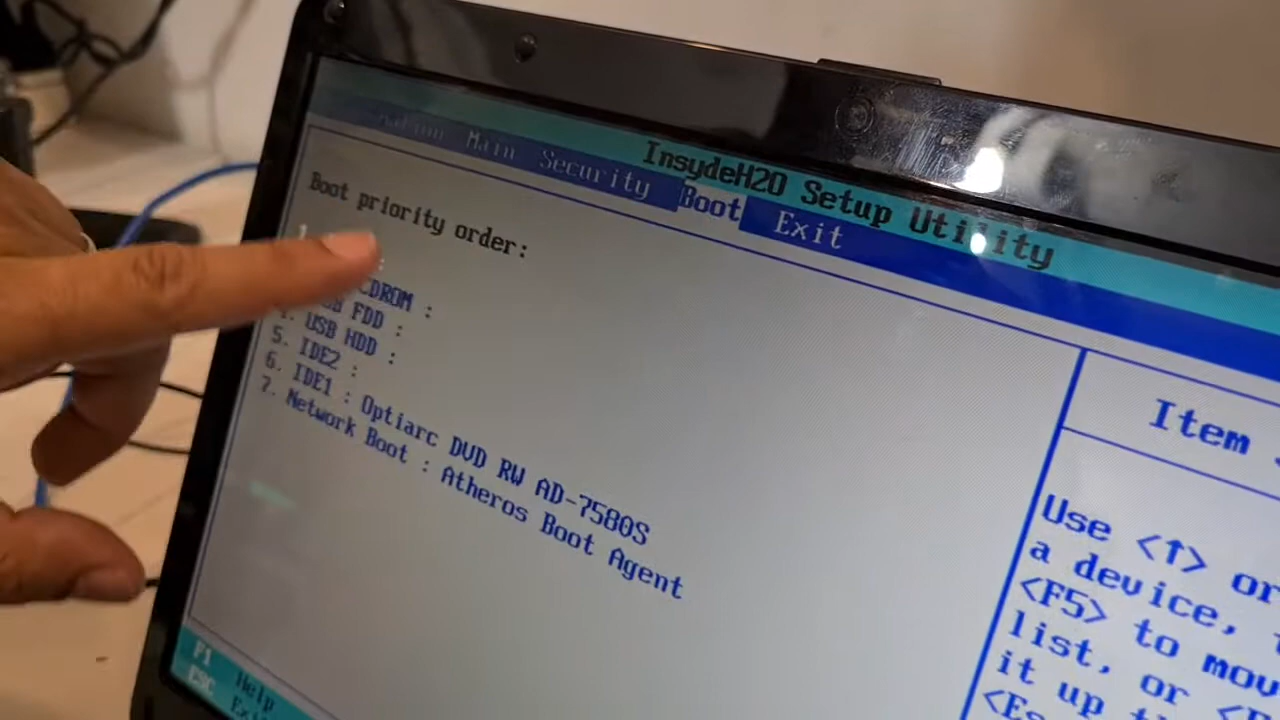 InsydeH20 Setup Utility
Main Security Boot Exit
Boot priority order:
1.
CDROM :
FDD :
4. USB HDD :
5. IDE2 :
6. IDE1 : Optiarc DVD RW AD-7580S
7. Network Boot : Atheros Boot Agent
Item
Use <↑> or
a device,
<F5> to mov
list, or
it up
F1 Help
ESC